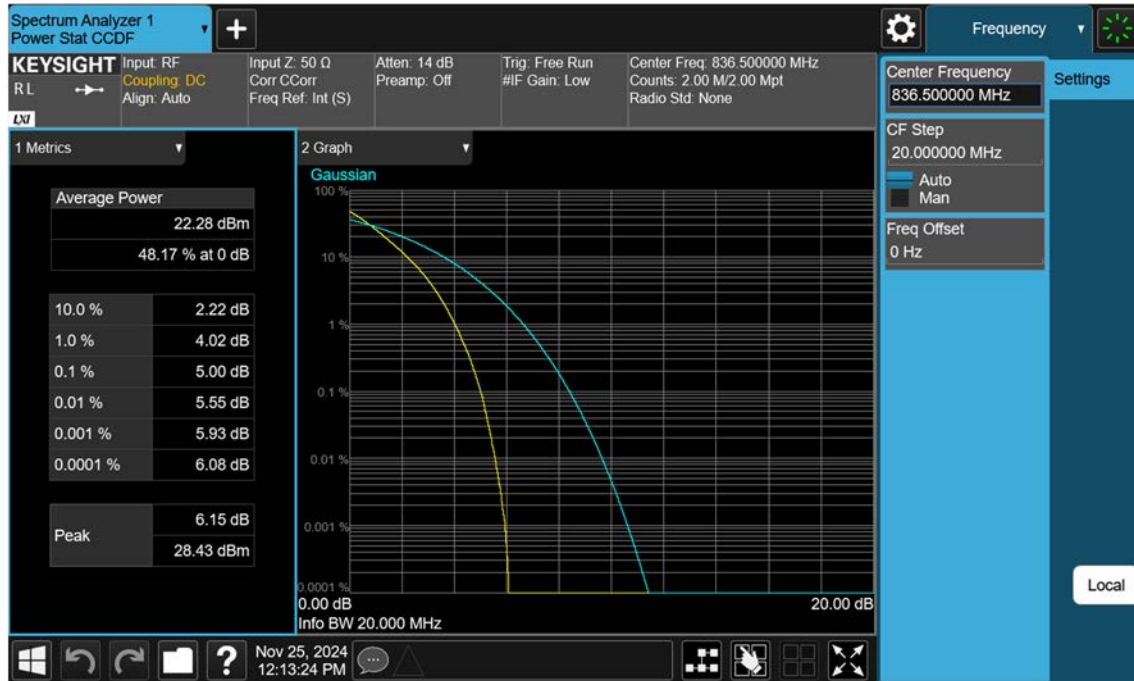 Spectrum Analyzer 1
Power Stat CCDF
Frequency
KEYSIGHT
R L
LXI
Input: RF
Coupling: DC
Align: Auto
Input Z: 50 Ω
Corr CCorr
Freq Ref: Int (S)
Atten: 14 dB
Preamp: Off
Trig: Free Run
#IF Gain: Low
Center Freq: 836.500000 MHz
Counts: 2.00 M/2.00 Mpt
Radio Std: None
Center Frequency
836.500000 MHz
Settings
CF Step
20.000000 MHz
Auto
Man
Freq Offset
0 Hz
Local
1 Metrics
Average Power
22.28 dBm
48.17 % at 0 dB
10.0 % 2.22 dB
1.0 % 4.02 dB
0.1 % 5.00 dB
0.01 % 5.55 dB
0.001 % 5.93 dB
0.0001 % 6.08 dB
Peak
6.15 dB
28.43 dBm
2 Graph
Gaussian
100 %
10 %
1 %
0.1 %
0.01 %
0.001 %
0.0001 %
0.00 dB 20.00 dB
Info BW 20.000 MHz
?
Nov 25, 2024
12:13:24 PM